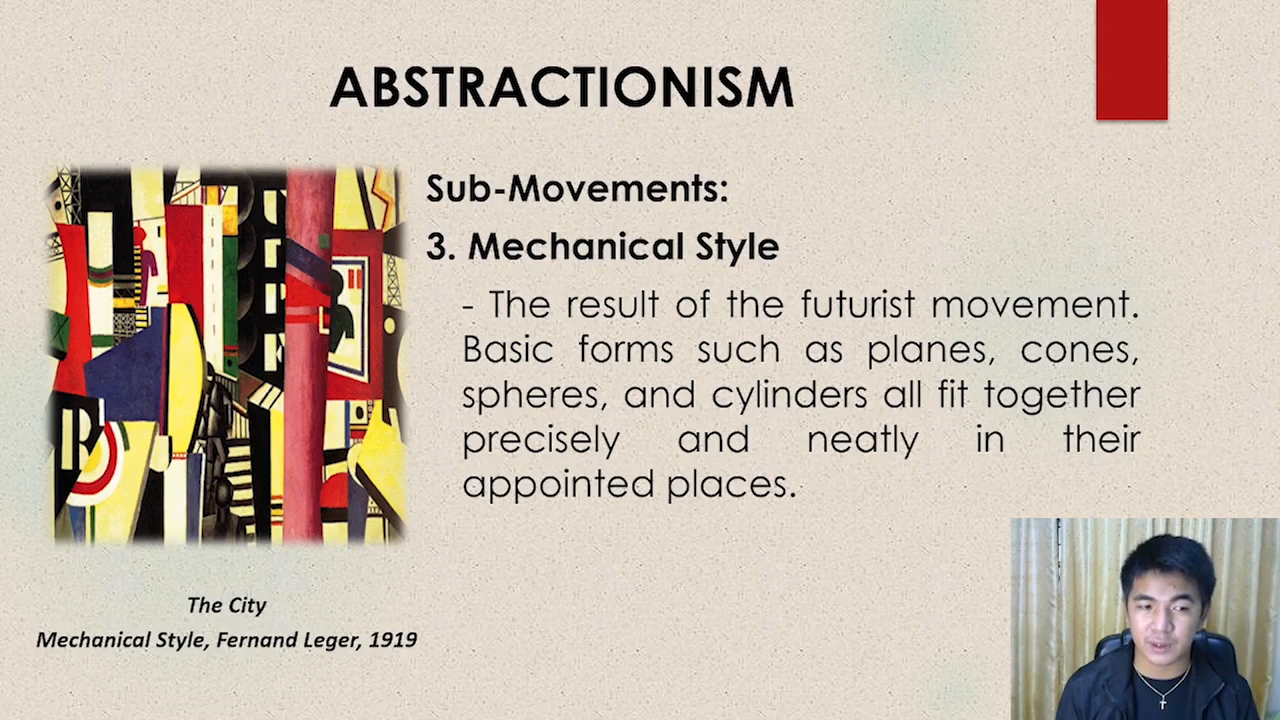 ABSTRACTIONISM
Sub-Movements:
3. Mechanical Style
- The result of the futurist movement.
Basic forms such as planes, cones,
spheres, and cylinders all fit together
precisely and neatly in their
appointed places.
R
The City
Mechanical Style, Fernand Leger, 1919